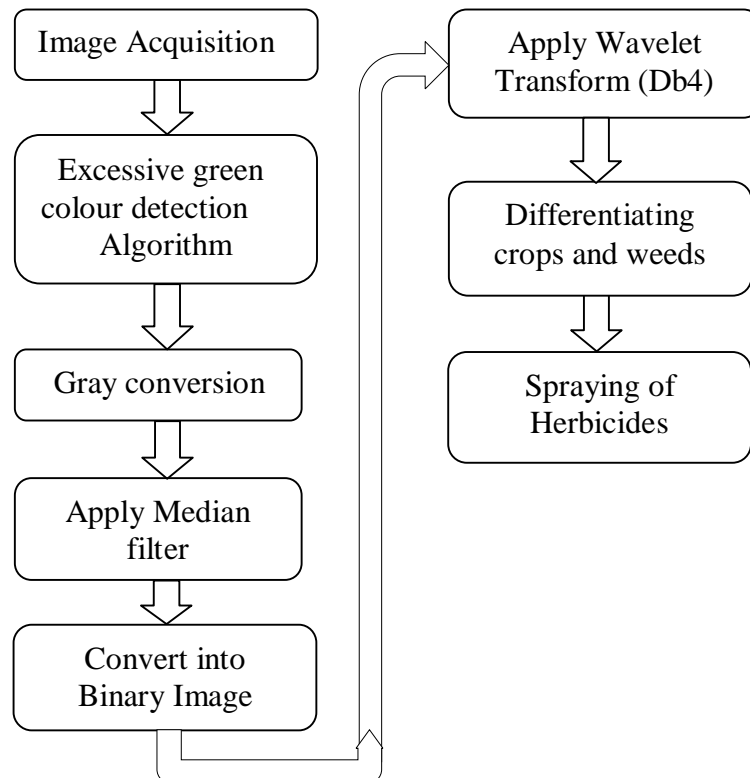 Image Acquisition
Excessive green
colour detection
Algorithm
Gray conversion
Apply Median
filter
Convert into
Binary Image
Apply Wavelet
Transform (Db4)
Differentiating
crops and weeds
Spraying of
Herbicides